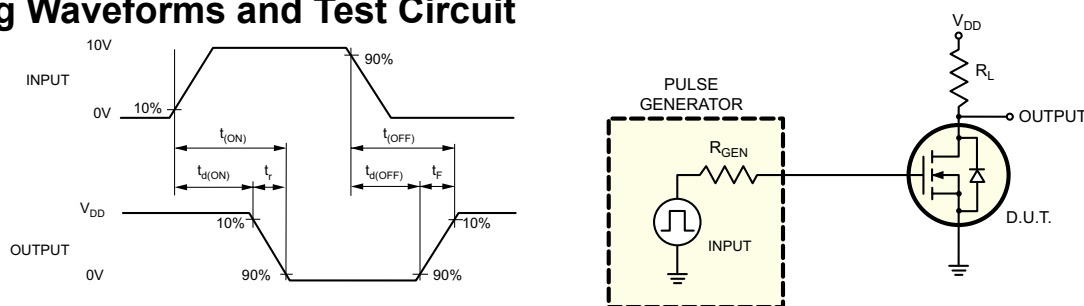 g Waveforms and Test Circuit
10V
INPUT
0V
10%
90%
t(ON)
t(OFF)
td(ON)
tr
td(OFF)
tF
VDD
10%
10%
OUTPUT
0V
90%
90%
PULSE
GENERATOR
RGEN
INPUT
VDD
RL
OUTPUT
D.U.T.